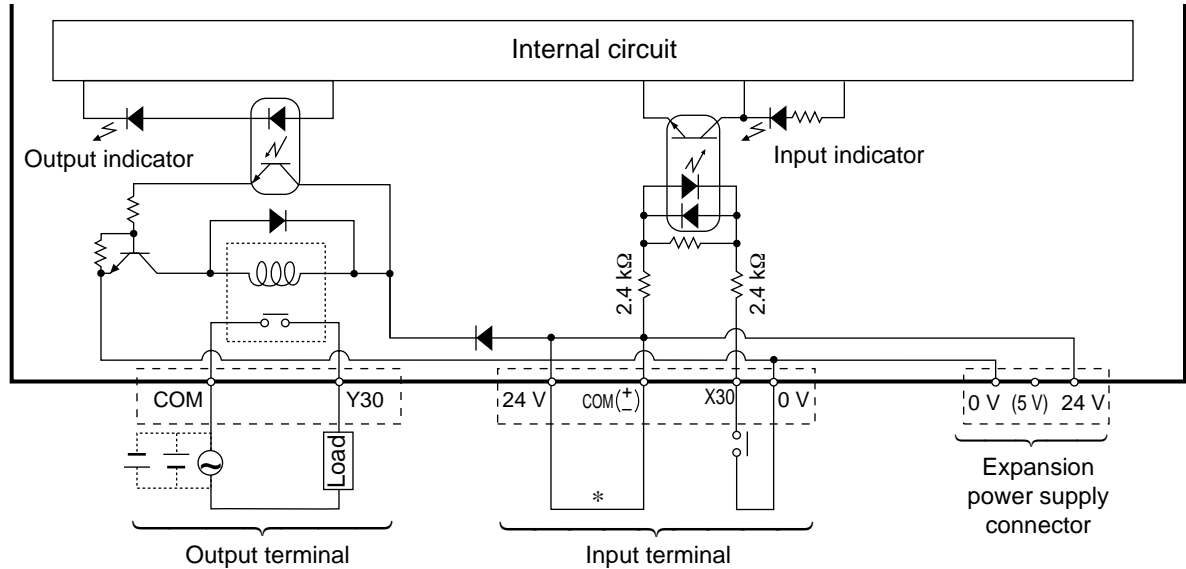 Internal circuit
Output indicator
Input indicator
2.4 kΩ
2.4 kΩ
COM
Y30
24 V
COM(±)
X30
0 V
0 V
(5 V)
24 V
Load
*
Expansion
power supply
connector
Output terminal
Input terminal